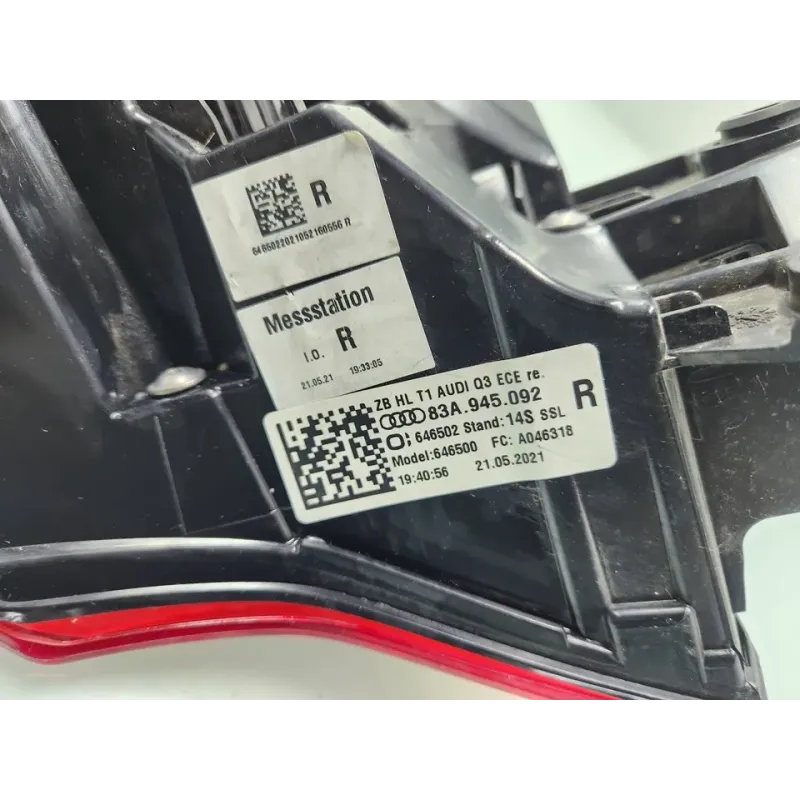 R
6465022021052160556 R
Messstation
I.O. R
21.05.21 19:33:05
ZB HL T1 AUDI Q3 ECE re.
83A.945.092
646502 Stand:14S SSL
Model:646500 FC: A046318
19:40:56 21.05.2021
R